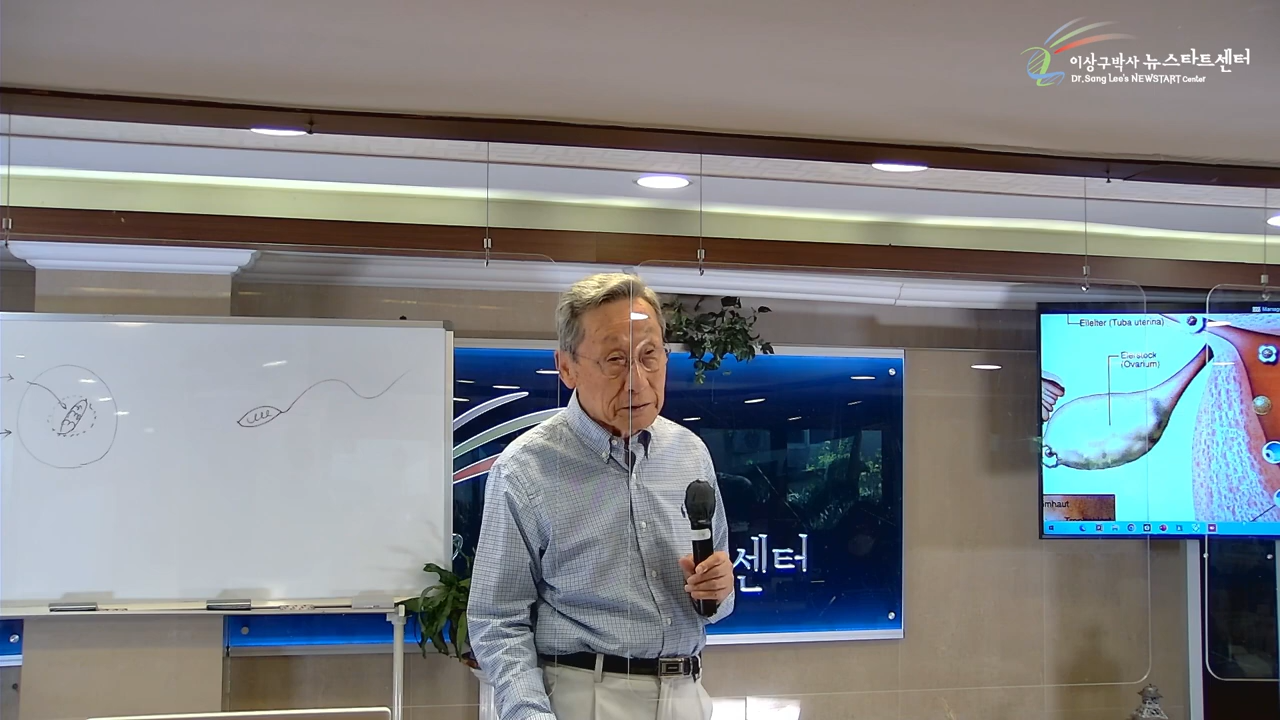 이상구박사 뉴스타트센터
Dr. Sang Lee's NEWSTART Center
Eileiter (Tuba uterina)
Eierstock
(Ovarium)
센터